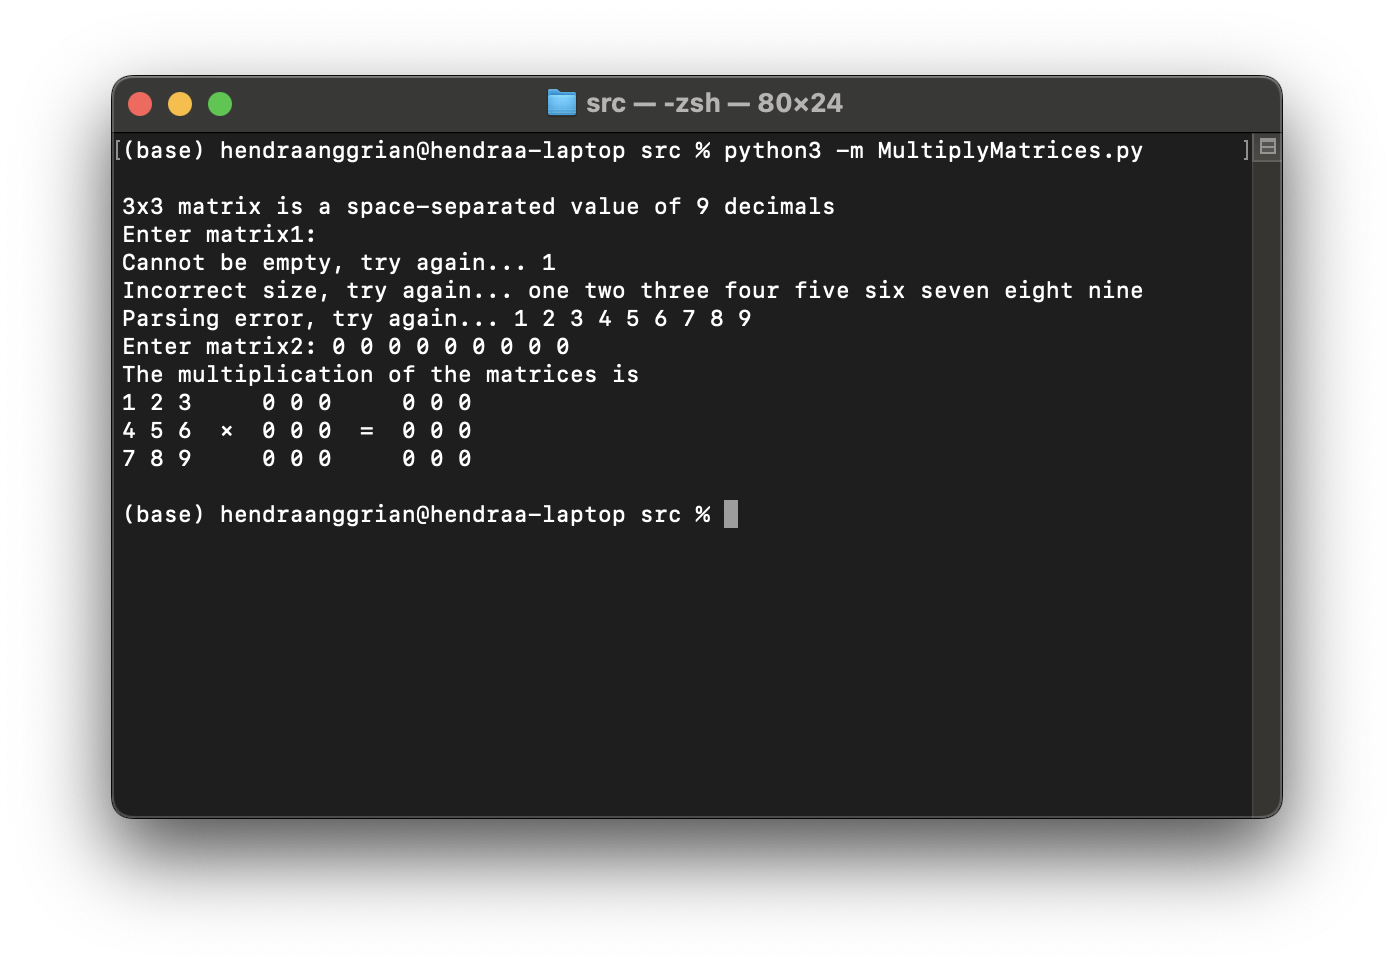 src — -zsh — 80×24
[(base) hendraanggrian@hendraa-laptop src % python3 -m MultiplyMatrices.py ]
3x3 matrix is a space-separated value of 9 decimals
Enter matrix1:
Cannot be empty, try again... 1
Incorrect size, try again... one two three four five six seven eight nine
Parsing error, try again... 1 2 3 4 5 6 7 8 9
Enter matrix2: 0 0 0 0 0 0 0 0 0
The multiplication of the matrices is
1 2 3     0 0 0     0 0 0
4 5 6  ×  0 0 0  =  0 0 0
7 8 9     0 0 0     0 0 0
(base) hendraanggrian@hendraa-laptop src %